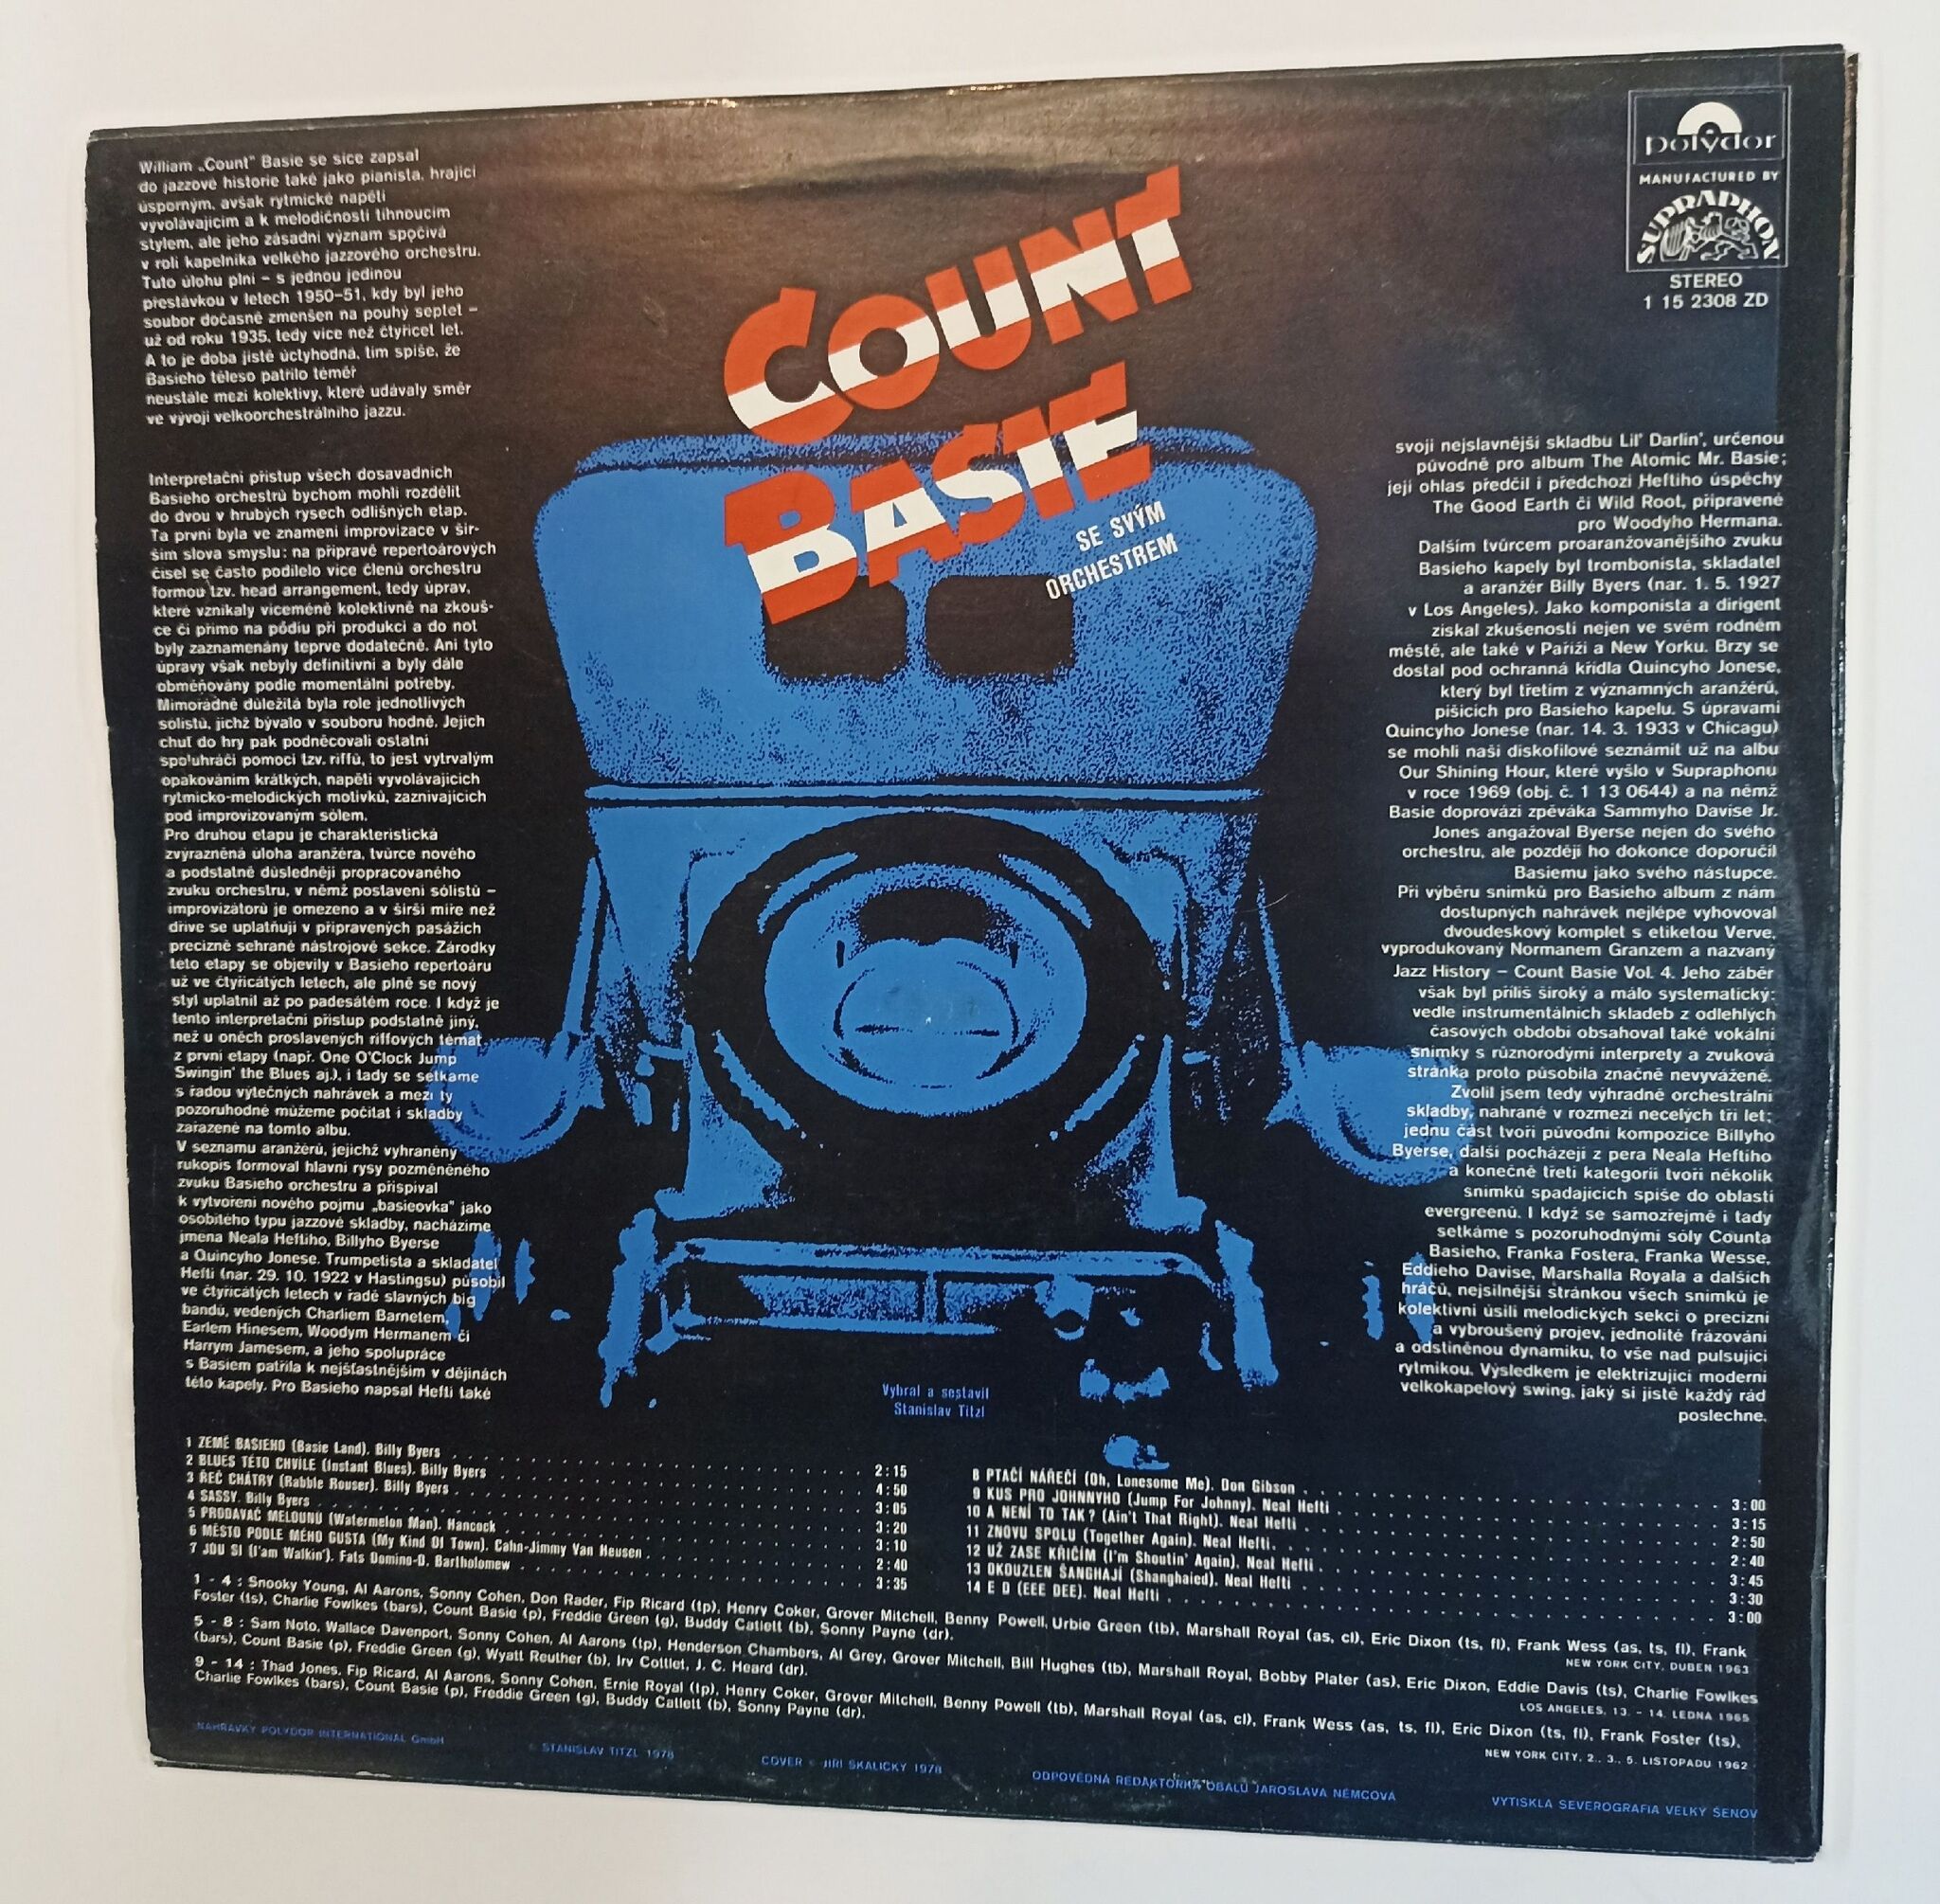 William „Count" Basie se sice zapsal
do jazzové historie také jako pianista, hrající
úsporným, avšak rytmické napětí
vyvolávajícím a k melodičnosti tíhnoucím
stylem, ale jeho zásadní význam spočívá
v roli kapelníka velkého jazzového orchestru.
Tuto úlohu plní – s jednou jedinou
přestávkou v letech 1950–51, kdy byl jeho
soubor dočasně zmenšen na pouhý septet –
už od roku 1935, tedy více než čtyřicet let.
A to je doba jistě úctyhodná, tím spíše, že
Basieho těleso patřilo téměř
neustále mezi kolektivy, které udávaly směr
ve vývoji velkoorchestrálního jazzu.
Interpretační přístup všech dosavadních
Basieho orchestrů bychom mohli rozdělit
do dvou v hrubých rysech odlišných etap.
Ta první byla ve znamení improvizace v šir-
ším slova smyslu: na přípravě repertoárových
čísel se často podílelo více členů orchestru
formou tzv. head arrangement, tedy úprav,
které vznikaly víceméně kolektivně na zkouš-
ce či přímo na pódiu při produkci a do not
byly zaznamenány teprve dodatečně. Ani tyto
úpravy však nebyly definitivní a byly dále
obměňovány podle momentální potřeby.
Mimořádně důležitá byla role jednotlivých
sólistů, jichž bývalo v souboru hodně. Jejich
chuť do hry pak podněcovali ostatní
spoluhráči pomocí tzv. riffů, to jest vytrvalým
opakováním krátkých, napětí vyvolávajících
rytmicko-melodických motivků, zaznívajících
pod improvizovaným sólem.
Pro druhou etapu je charakteristická
zvýrazněná úloha aranžéra, tvůrce nového
a podstatně důsledněji propracovaného
zvuku orchestru, v němž postavení sólistů –
improvizátorů je omezeno a v širší míře než
dříve se uplatňují v připravených pasážích
precizně sehrané nástrojové sekce. Zárodky
této etapy se objevily v Basieho repertoáru
už ve čtyřicátých letech, ale plně se nový
styl uplatnil až po padesátém roce. I když je
tento interpretační přístup podstatně jiný,
než u oněch proslavených riffových témat
z první etapy (např. One O'Clock Jump
Swingin' the Blues aj.), i tady se setkáme
s řadou výtečných nahrávek a mezi ty
pozoruhodné můžeme počítat i skladby
zařazené na tomto albu.
V seznamu aranžérů, jejichž vyhraněný
rukopis formoval hlavní rysy pozměněného
zvuku Basieho orchestru a přispíval
k vytvoření nového pojmu „basieovka" jako
osobitého typu jazzové skladby, nacházíme
jména Neala Heftiho, Billyho Byerse
a Quincyho Jonese. Trumpetista a skladatel
Hefti (nar. 29. 10. 1922 v Hastingsu) působil
ve čtyřicátých letech v řadě slavných big
bandů, vedených Charliem Barnetem,
Earlem Hinesem, Woodym Hermanem či
Harrym Jamesem, a jeho spolupráce
s Basiem patřila k nejšťastnějším v dějinách
této kapely. Pro Basieho napsal Hefti také
COUNT
BASIE
SE SVÝM
ORCHESTREM
Vybral a sestavil
Stanislav Titzl
polydor
MANUFACTURED BY
SUPRAPHON
STEREO
1 15 2308 ZD
svoji nejslavnější skladbu Lil' Darlin', určenou
původně pro album The Atomic Mr. Basie;
její ohlas předčil i předchozí Heftiho úspěchy
The Good Earth či Wild Root, připravené
pro Woodyho Hermana.
Dalším tvůrcem proaranžovanějšího zvuku
Basieho kapely byl trombonista, skladatel
a aranžér Billy Byers (nar. 1. 5. 1927
v Los Angeles). Jako komponista a dirigent
získal zkušenosti nejen ve svém rodném
městě, ale také v Paříži a New Yorku. Brzy se
dostal pod ochranná křídla Quincyho Jonese,
který byl třetím z významných aranžérů,
píšících pro Basieho kapelu. S úpravami
Quincyho Jonese (nar. 14. 3. 1933 v Chicagu)
se mohli naši diskofilové seznámit už na albu
Our Shining Hour, které vyšlo v Supraphonu
v roce 1969 (obj. č. 1 13 0644) a na němž
Basie doprovází zpěváka Sammyho Davise Jr.
Jones angažoval Byerse nejen do svého
orchestru, ale později ho dokonce doporučil
Basiemu jako svého nástupce.
Při výběru snímků pro Basieho album z nám
dostupných nahrávek nejlépe vyhovoval
dvoudeskový komplet s etiketou Verve,
vyprodukovaný Normanem Granzem a nazvaný
Jazz History – Count Basie Vol. 4. Jeho záběr
však byl příliš široký a málo systematický:
vedle instrumentálních skladeb z odlehlých
časových období obsahoval také vokální
snímky s různorodými interprety a zvuková
stránka proto působila značně nevyváženě.
Zvolil jsem tedy výhradně orchestrální
skladby, nahrané v rozmezí necelých tří let;
jednu část tvoří původní kompozice Billyho
Byerse, další pocházejí z pera Neala Heftiho
a konečně třetí kategorii tvoří několik
snímků spadajících spíše do oblasti
evergreenů. I když se samozřejmě i tady
setkáme s pozoruhodnými sóly Counta
Basieho, Franka Fostera, Franka Wesse,
Eddieho Davise, Marshalla Royala a dalších
hráčů, nejsilnější stránkou všech snímků je
kolektivní úsilí melodických sekcí o precizní
a vybroušený projev, jednolité frázování
a odstíněnou dynamiku, to vše nad pulsující
rytmikou. Výsledkem je elektrizující moderní
velkokapelový swing, jaký si jistě každý rád
poslechne.
1 ZEMĚ BASIEHO (Basie Land). Billy Byers . . . 2:15
2 BLUES TÉTO CHVÍLE (Instant Blues). Billy Byers . . . 4:50
3 ŘEČ CHÁTRY (Rabble Rouser). Billy Byers . . . 3:05
4 SASSY. Billy Byers . . . 3:20
5 PRODAVAČ MELOUNŮ (Watermelon Man). Hancock . . . 3:10
6 MĚSTO PODLE MÉHO GUSTA (My Kind Of Town). Cahn-Jimmy Van Heusen . . . 2:40
7 JDU SI (I'am Walkin'). Fats Domino-D. Bartholomew . . . 3:35
8 PTAČÍ NÁŘEČÍ (Oh, Lonesome Me). Don Gibson . . . 3:00
9 KUS PRO JOHNNYHO (Jump For Johnny). Neal Hefti . . . 3:15
10 A NENÍ TO TAK? (Ain't That Right). Neal Hefti . . . 2:50
11 ZNOVU SPOLU (Together Again). Neal Hefti. . . . 2:40
12 UŽ ZASE KŘIČÍM (I'm Shoutin' Again). Neal Hefti . . . 3:45
13 OKOUZLEN ŠANGHAJÍ (Shanghaied). Neal Hefti . . . 3:30
14 E D (EEE DEE). Neal Hefti . . . 3:00
1 - 4 : Snooky Young, Al Aarons, Sonny Cohen, Don Rader, Fip Ricard (tp), Henry Coker, Grover Mitchell, Benny Powell, Urbie Green (tb), Marshall Royal (as, cl), Eric Dixon (ts, fl), Frank Wess (as, ts, fl), Frank
Foster (ts), Charlie Fowlkes (bars), Count Basie (p), Freddie Green (g), Buddy Catlett (b), Sonny Payne (dr).
NEW YORK CITY, DUBEN 1963
5 - 8 : Sam Noto, Wallace Davenport, Sonny Cohen, Al Aarons (tp), Henderson Chambers, Al Grey, Grover Mitchell, Bill Hughes (tb), Marshall Royal, Bobby Plater (as), Eric Dixon, Eddie Davis (ts), Charlie Fowlkes
(bars), Count Basie (p), Freddie Green (g), Wyatt Reuther (b), Irv Cottlet, J. C. Heard (dr).
LOS ANGELES, 13. - 14. LEDNA 1965
9 - 14 : Thad Jones, Fip Ricard, Al Aarons, Sonny Cohen, Ernie Royal (tp), Henry Coker, Grover Mitchell, Benny Powell (tb), Marshall Royal (as, cl), Frank Wess (as, ts, fl), Eric Dixon (ts, fl), Frank Foster (ts),
Charlie Fowlkes (bars), Count Basie (p), Freddie Green (g), Buddy Catlett (b), Sonny Payne (dr).
NEW YORK CITY, 2., 3., 5. LISTOPADU 1962
NAHRÁVKY POLYDOR INTERNATIONAL GmbH
© STANISLAV TITZL 1978
COVER © JIŘÍ SKALICKÝ 1978
ODPOVĚDNÁ REDAKTORKA OBALU JAROSLAVA NĚMCOVÁ
VYTISKLA SEVEROGRAFIA VELKÝ ŠENOV